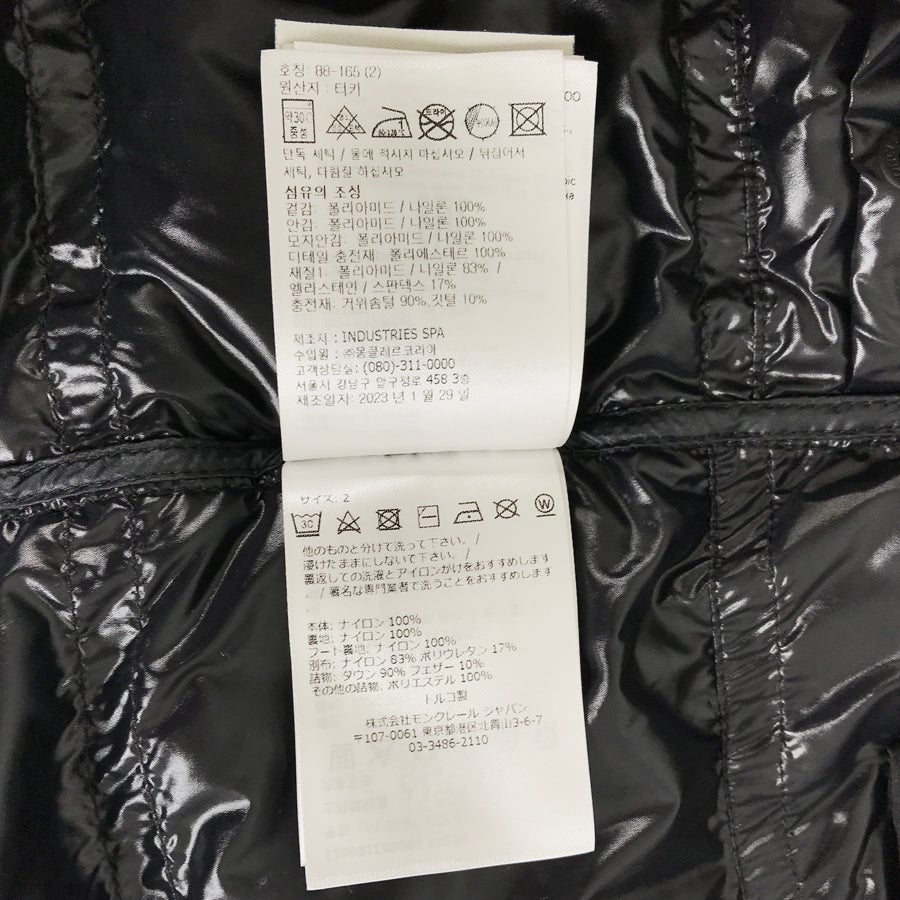 호칭: 88-165 (2)
원산지 : 터키
약30℃
중성
드라이
단독 세탁 / 물에 적시지 마십시오 / 뒤집어서
세탁, 다림질 하십시오
섬유의 조성
겉감: 폴리아미드 / 나일론 100%
안감: 폴리아미드 / 나일론 100%
모자안감: 폴리아미드 / 나일론 100%
디테일 충전재: 폴리에스테르 100%
재질1: 폴리아미드 / 나일론 83% /
엘라스테인 / 스판덱스 17%
충전재: 거위솜털 90%,깃털 10%
제조자 : INDUSTRIES SPA
수입원 : ㈜몽클레르코리아
고객상담실: (080)-311-0000
서울시 강남구 압구정로 458 3층
제조일자: 2023 년 1 월 29 일
サイズ: 2
30
W
他のものと分けて洗って下さい。/
浸けたままにしないで下さい。/
裏返しての洗濯とアイロンがけをおすすめします
/ 著名な専門業者で洗うことをおすすめします
本体: ナイロン 100%
裏地: ナイロン 100%
フード裏地: ナイロン 100%
別布: ナイロン 83% ポリウレタン 17%
詰物: ダウン 90% フェザー 10%
その他の詰物: ポリエステル 100%
トルコ製
株式会社モンクレール ジャパン
〒107-0061 東京都港区北青山3-6-7
03-3486-2110